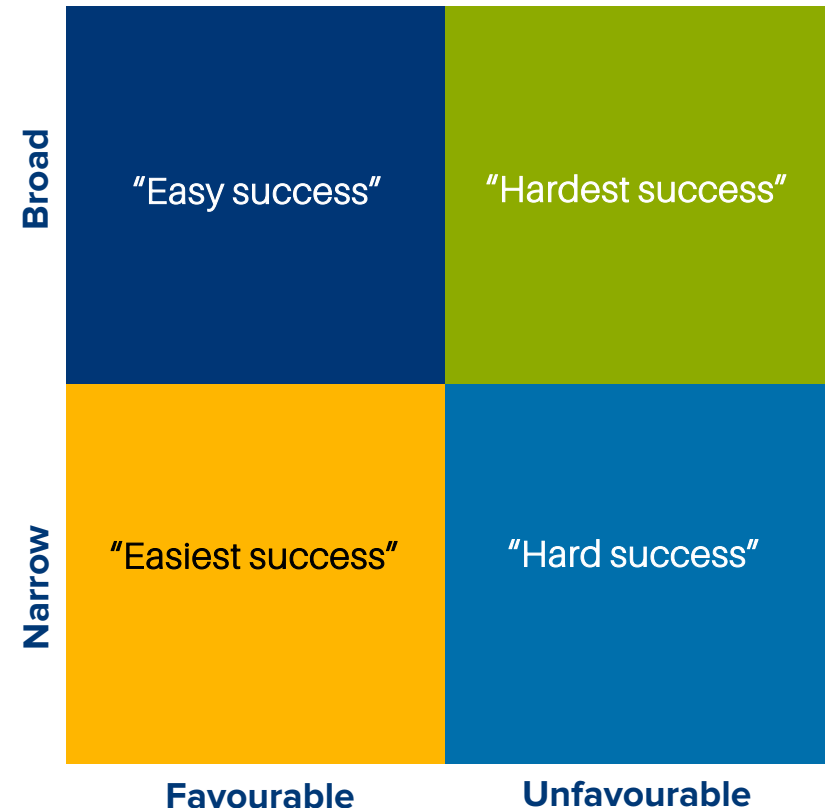 Broad
“Easy success”
“Hardest success”
Narrow
“Easiest success”
“Hard success”
Favourable
Unfavourable